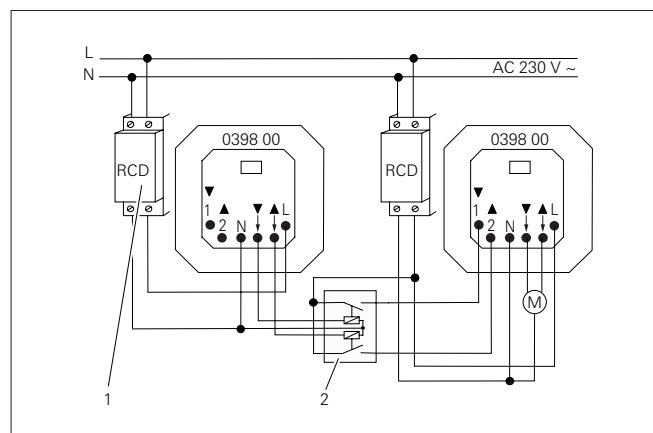 L
N
AC 230 V ~
0398 00
0398 00
RCD
RCD
▼ ▲ ▼ ▲ L
1 2 N
▼ ▲ ▼ ▲ L
1 2 N
M
1
2